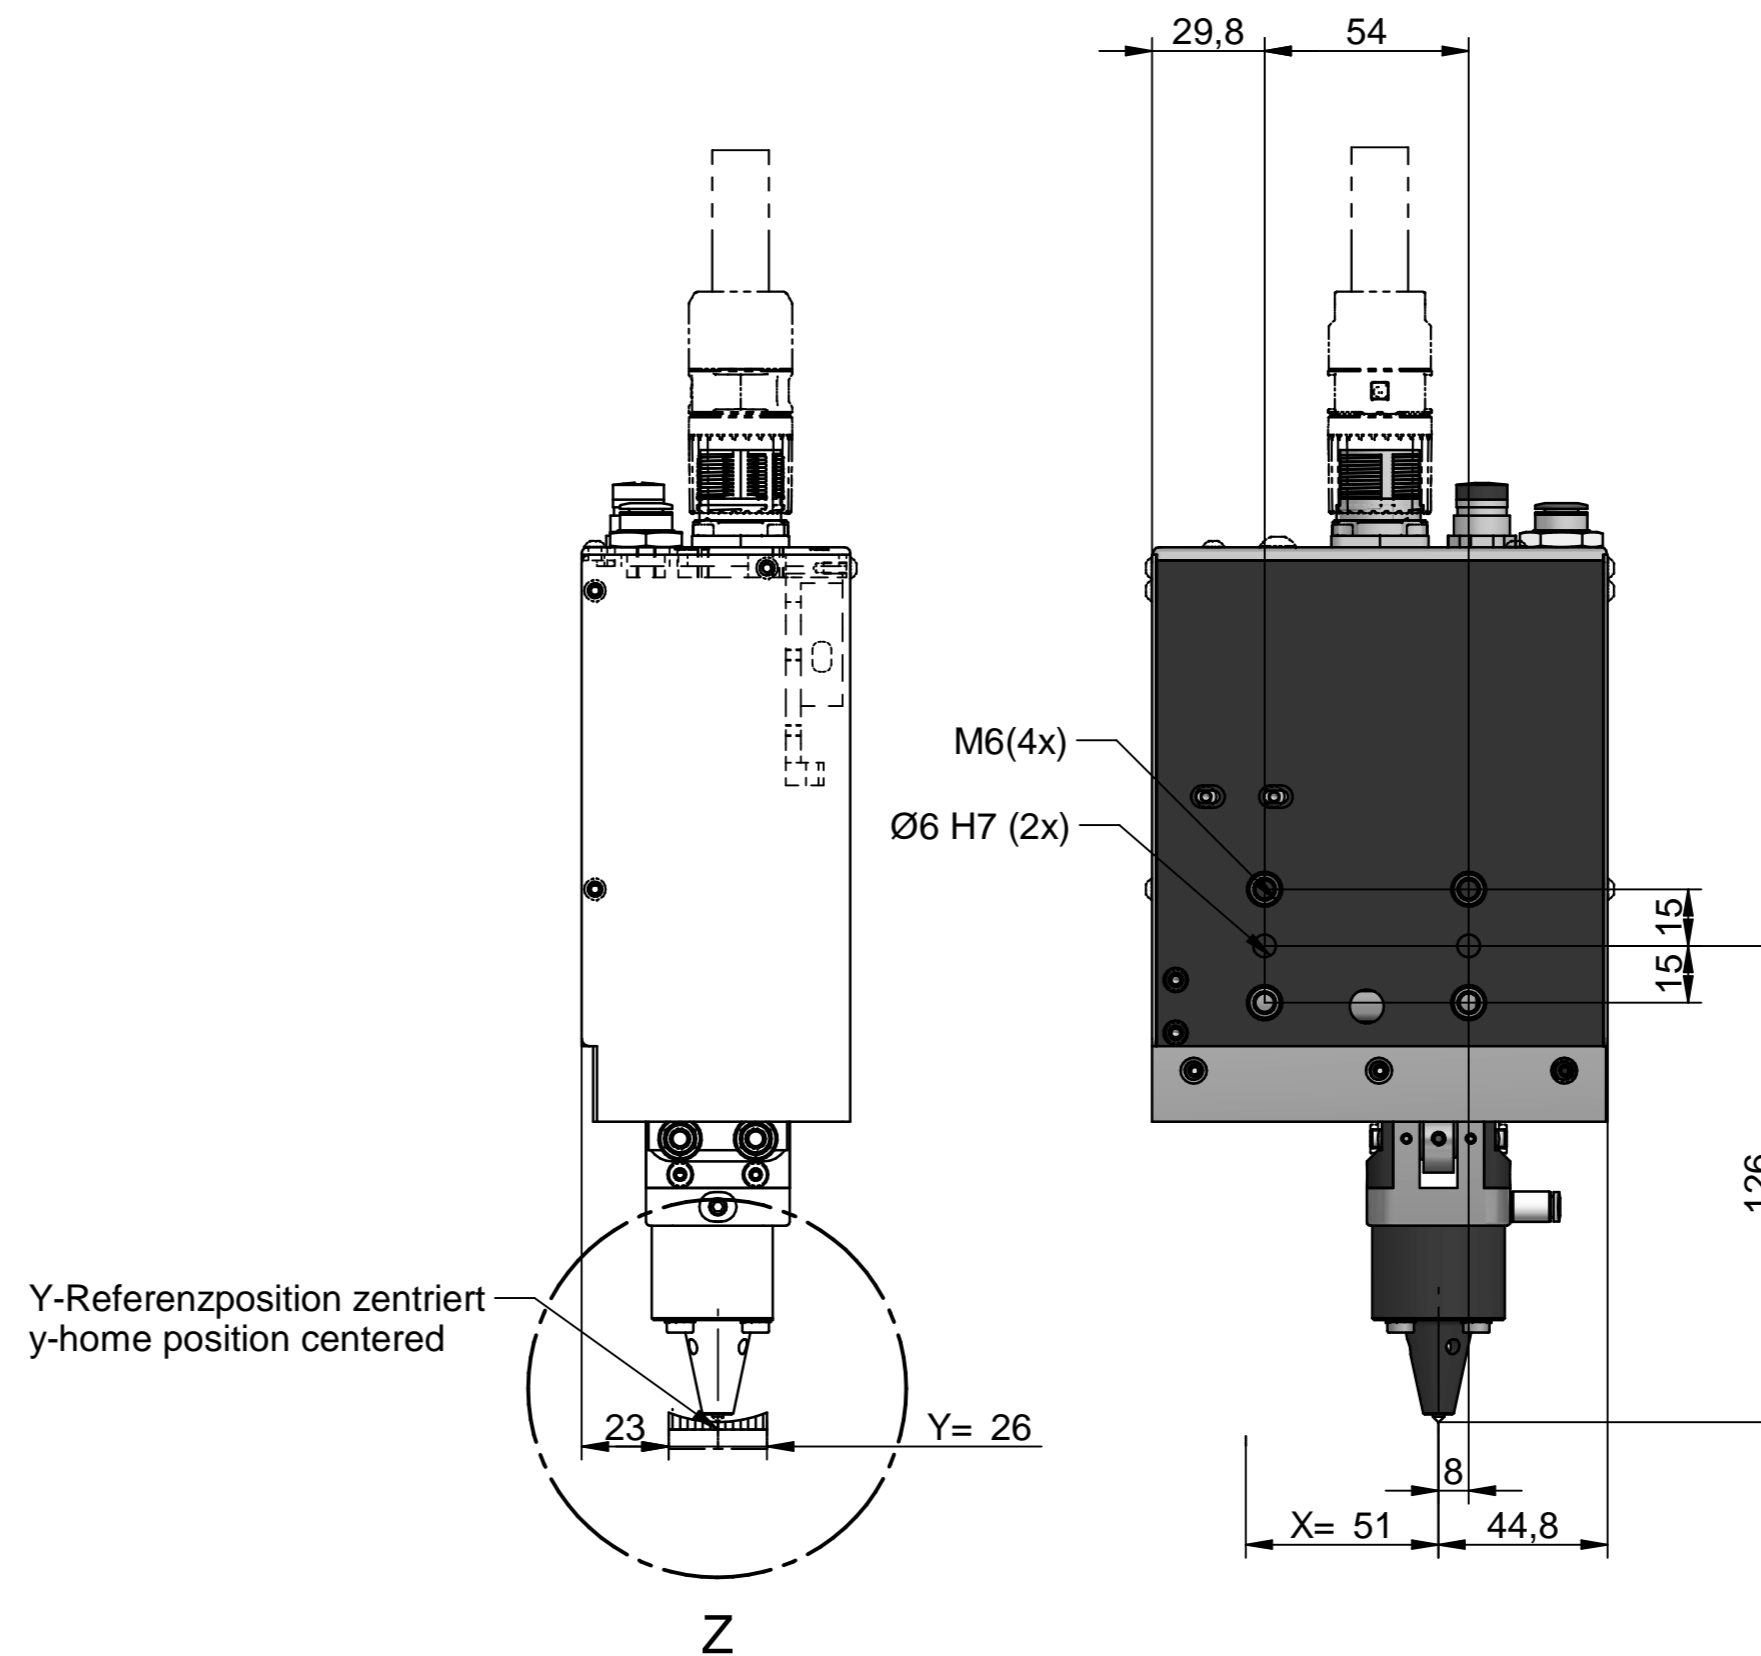 29,8
54
M6(4x)
Ø6 H7 (2x)
15
15
126
Y-Referenzposition zentriert
y-home position centered
23
Y= 26
8
X= 51
44,8
Z